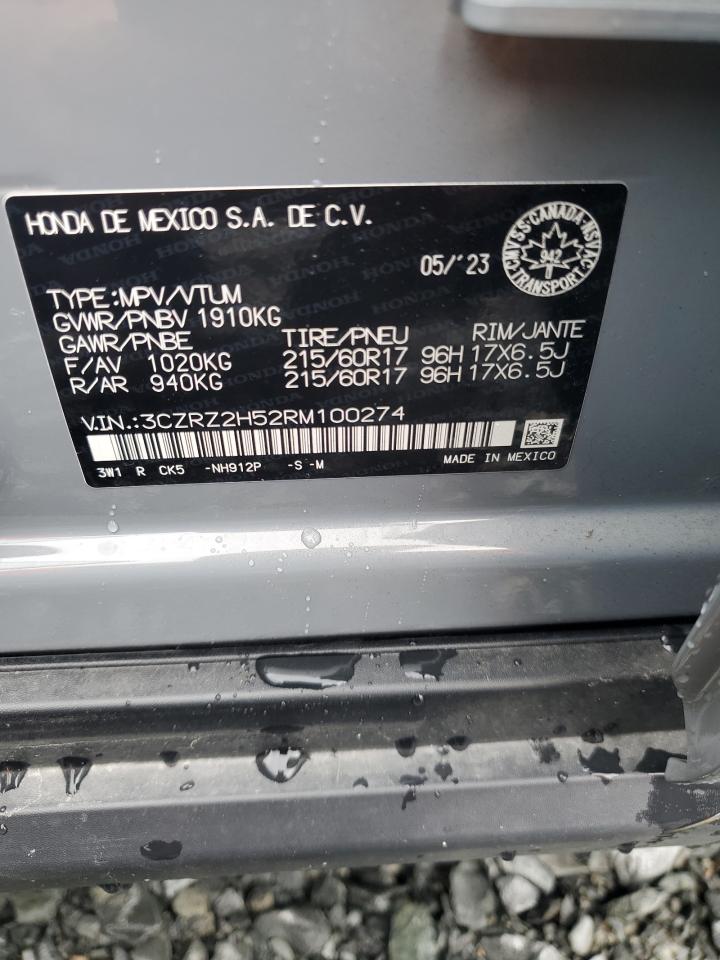 HONDA DE MEXICO S.A. DE C.V.
05/'23
CMVSS·CANADA·NSVAC
942
TRANSPORT
TYPE:MPV/VTUM
GVWR/PNBV 1910KG
GAWR/PNBE TIRE/PNEU RIM/JANTE
F/AV 1020KG 215/60R17 96H 17X6.5J
R/AR 940KG 215/60R17 96H 17X6.5J
V.I.N.:3CZRZ2H52RM100274
3W1 R CK5 -NH912P -S -M MADE IN MEXICO